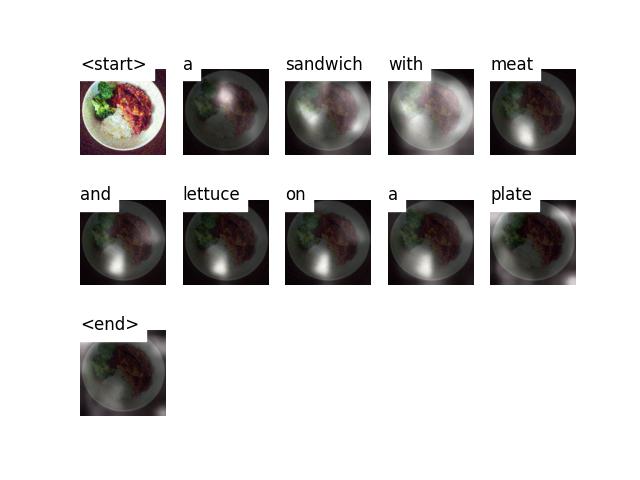 <start> a sandwich with meat
and lettuce on a plate
<end>